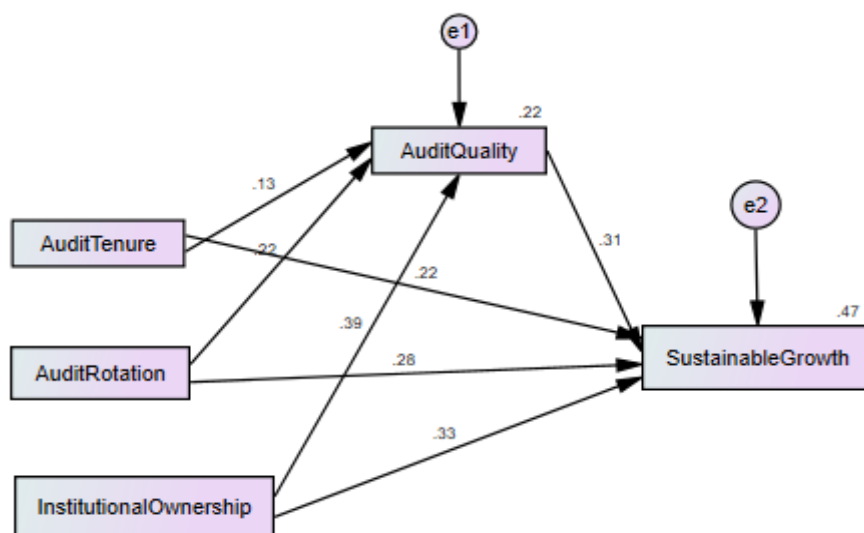 e1
.22
AuditQuality
.13
e2
AuditTenure
.22
.22
.31
.39
.47
AuditRotation
.28
SustainableGrowth
.33
InstitutionalOwnership